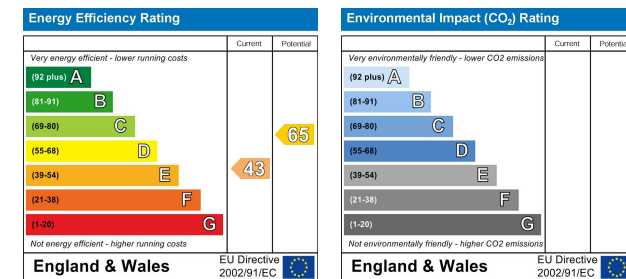 Energy Efficiency Rating
Current Potential
Very energy efficient - lower running costs
(92 plus) A
(81-91) B
(69-80) C
(55-68) D
(39-54) E
(21-38) F
(1-20) G
43
65
Not energy efficient - higher running costs
England & Wales
EU Directive
2002/91/EC
Environmental Impact (CO₂) Rating
Current Potential
Very environmentally friendly - lower CO2 emissions
(92 plus) A
(81-91) B
(69-80) C
(55-68) D
(39-54) E
(21-38) F
(1-20) G
Not environmentally friendly - higher CO2 emissions
England & Wales
EU Directive
2002/91/EC